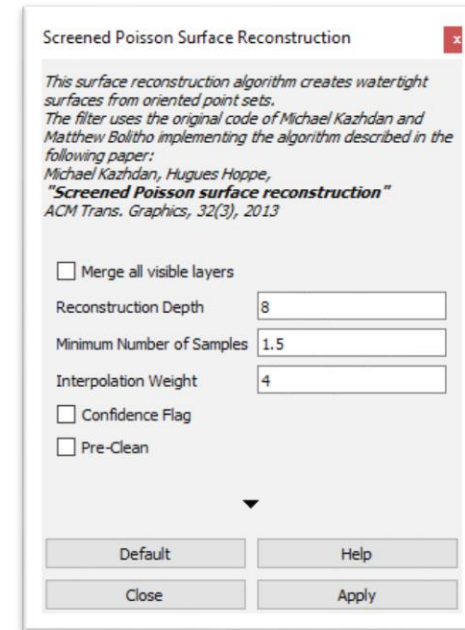 Screened Poisson Surface Reconstruction
x
This surface reconstruction algorithm creates watertight
surfaces from oriented point sets.
The filter uses the original code of Michael Kazhdan and
Matthew Bolitho implementing the algorithm described in the
following paper:
Michael Kazhdan, Hugues Hoppe,
"Screened Poisson surface reconstruction"
ACM Trans. Graphics, 32(3), 2013
Merge all visible layers
Reconstruction Depth 8
Minimum Number of Samples 1.5
Interpolation Weight 4
Confidence Flag
Pre-Clean
Default Help
Close Apply